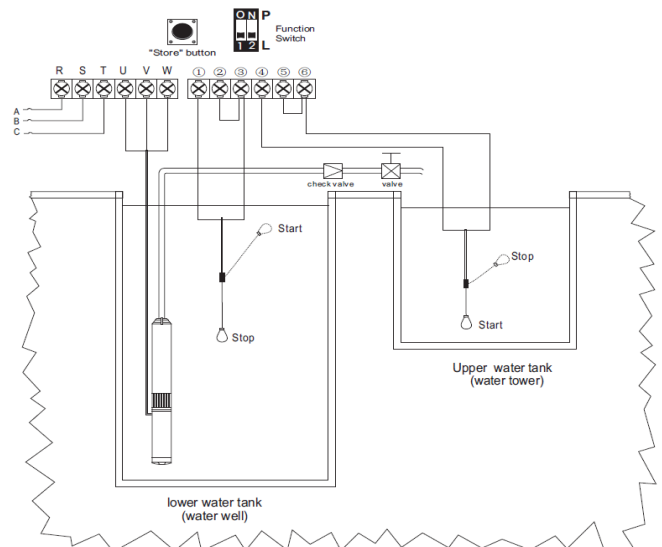 ON P
Function
Switch
1 2 L
"Store" button
R S T U V W ① ② ③ ④ ⑤ ⑥
A
B
C
check valve
valve
Start
Stop
Stop
Start
Upper water tank
(water tower)
lower water tank
(water well)